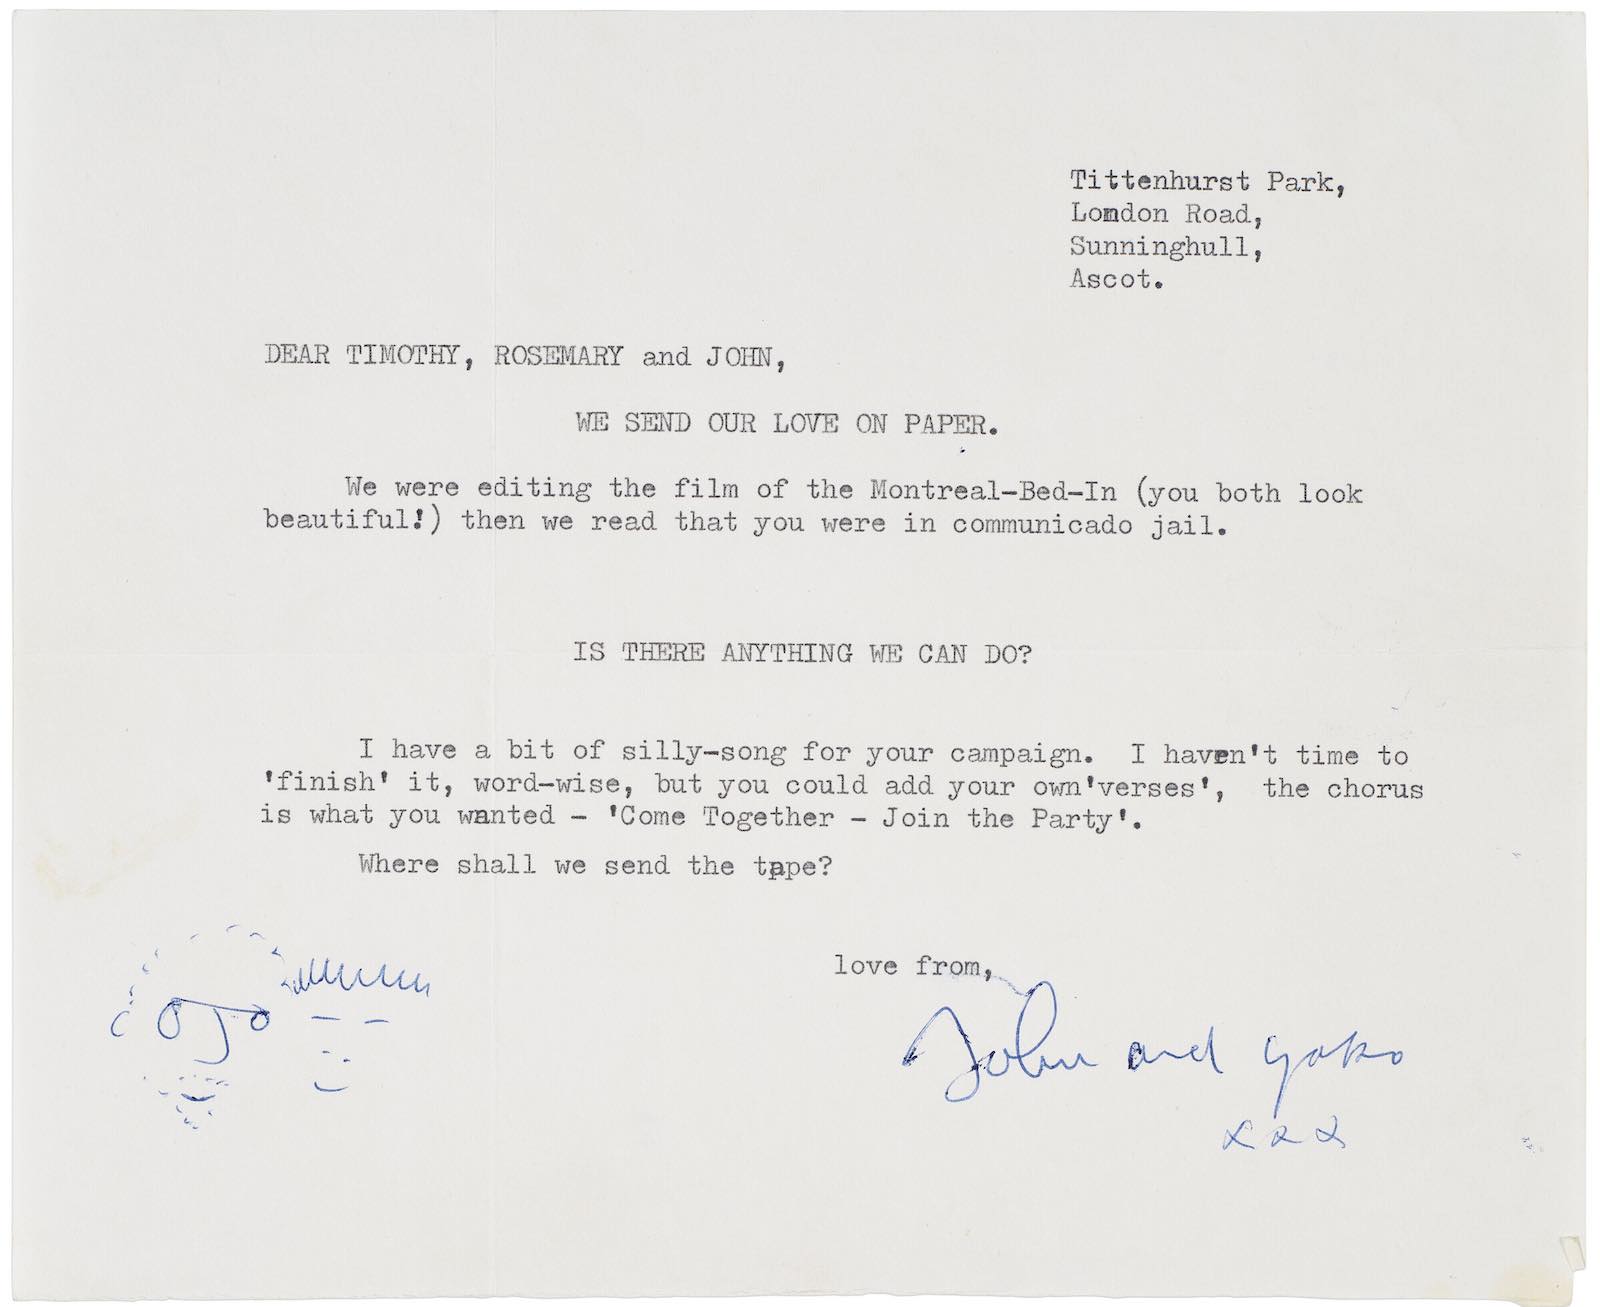 Tittenhurst Park,
London Road,
Sunninghull,
Ascot.
DEAR TIMOTHY, ROSEMARY and JOHN,
WE SEND OUR LOVE ON PAPER.
We were editing the film of the Montreal-Bed-In (you both look
beautiful!) then we read that you were in communicado jail.
IS THERE ANYTHING WE CAN DO?
I have a bit of silly-song for your campaign. I haven't time to
'finish' it, word-wise, but you could add your own'verses', the chorus
is what you wanted - 'Come Together - Join the Party'.
Where shall we send the tape?
love from,
John and Yoko
x x x